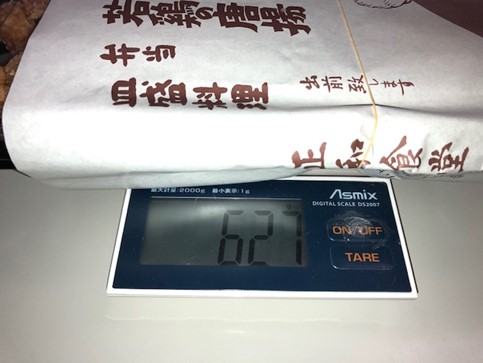 若鶏の唐揚
弁当
皿盛料理
出前致します
正和食堂
最大計量:2000g 最小表示:1g
Asmix
DIGITAL SCALE DS2007
627
ON/OFF
TARE